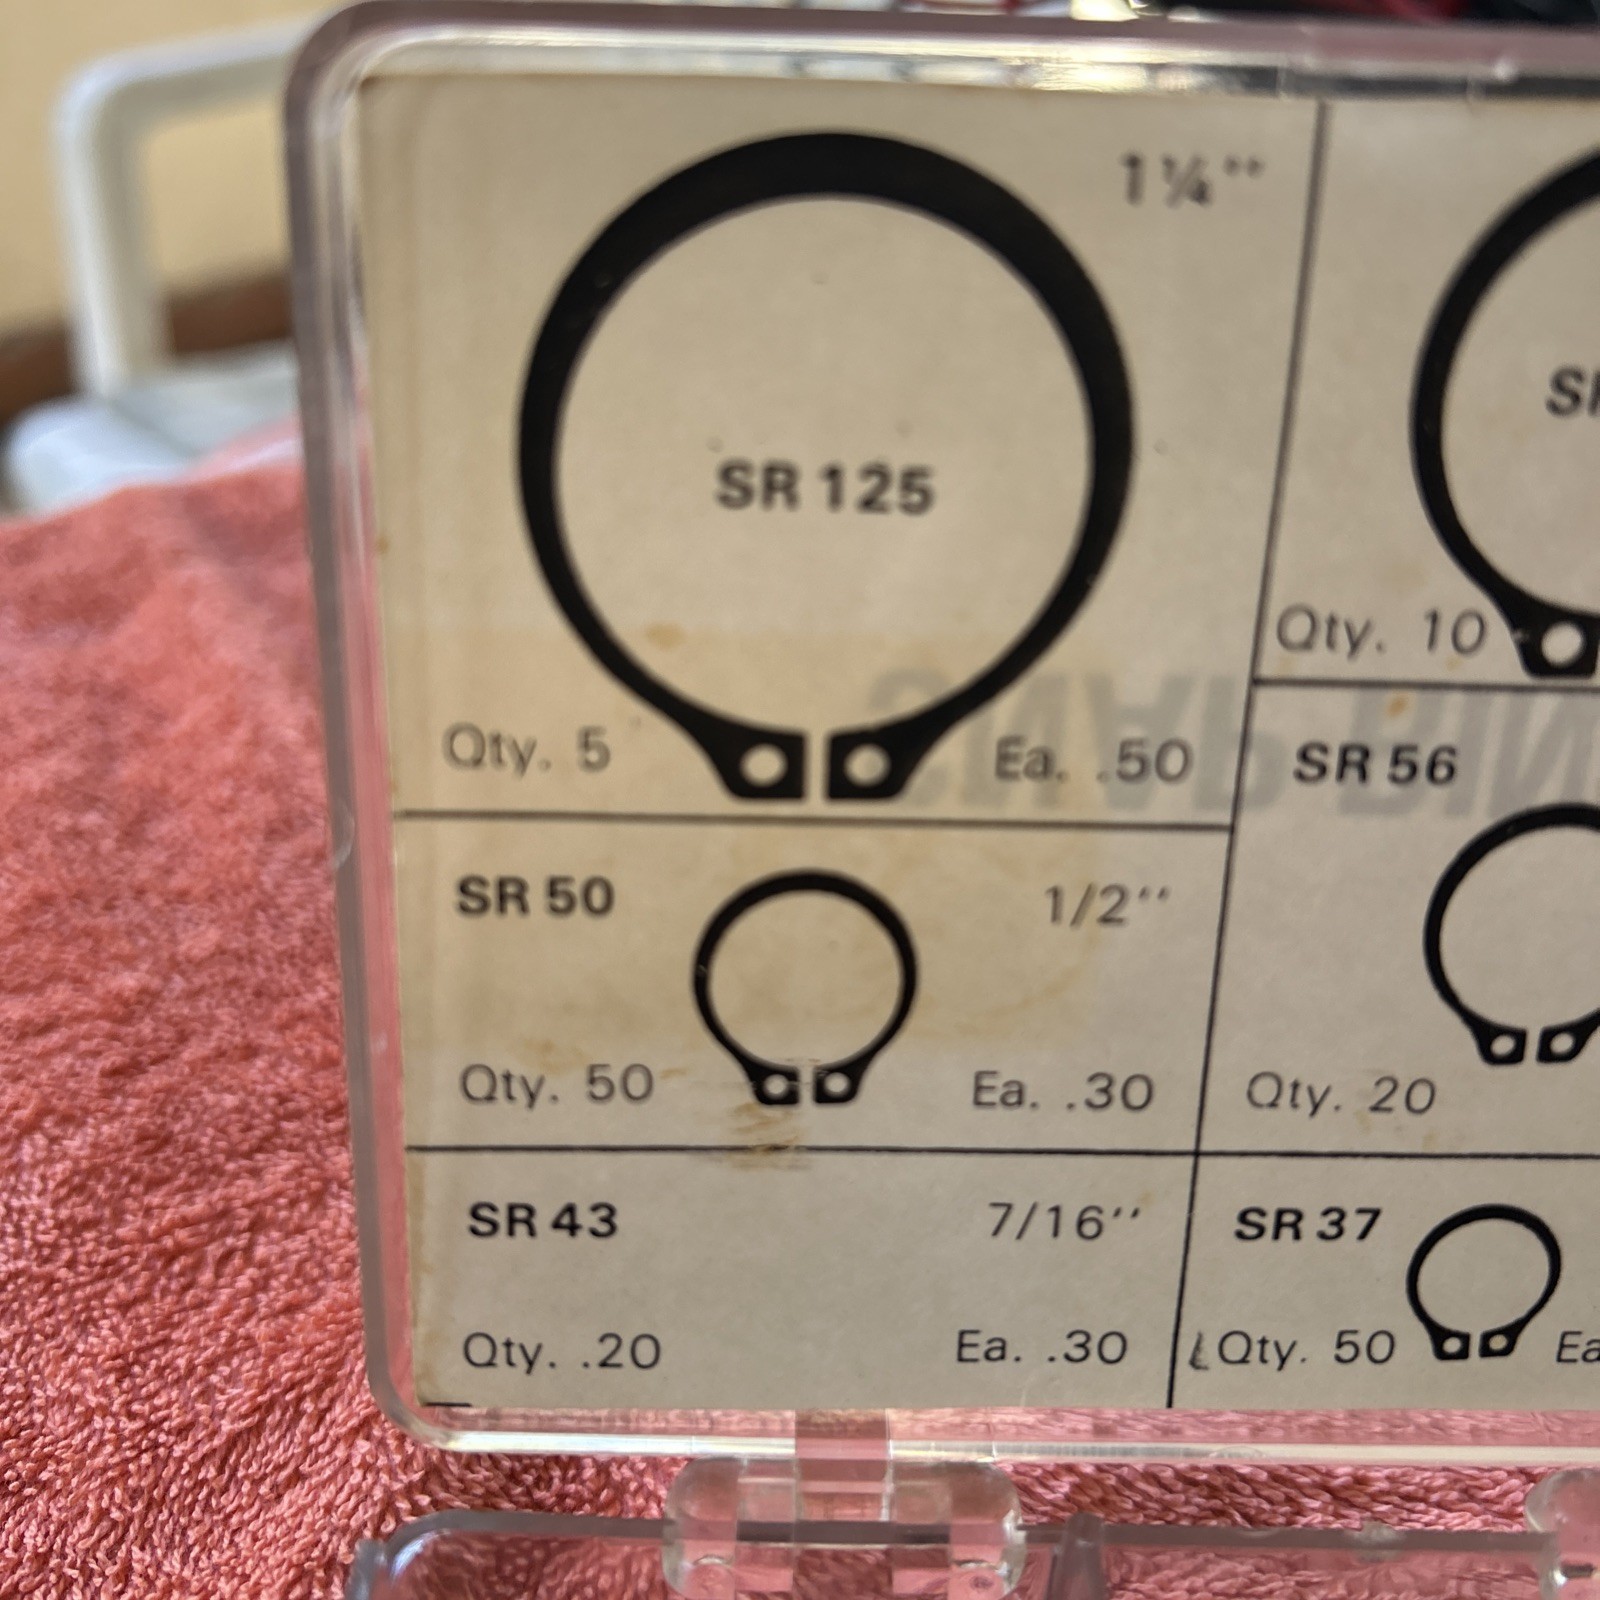 1¼''
SR 125
Qty. 5
Ea. .50
Qty. 10
SR 50
1/2''
Qty. 50
Ea. .30
SR 56
Qty. 20
SR 43
7/16''
Qty. .20
Ea. .30
SR 37
Qty. 50
Ea